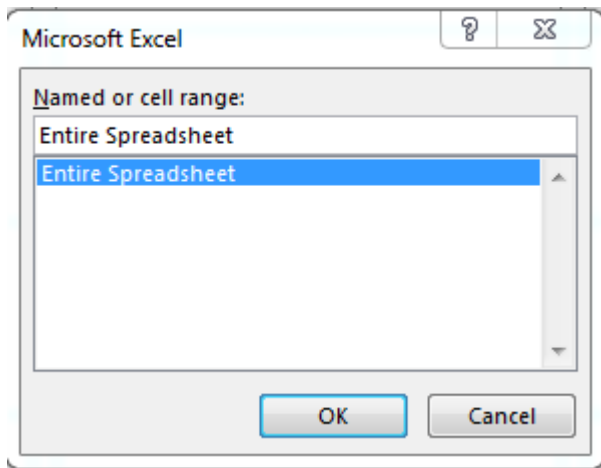 Microsoft Excel
Named or cell range:
Entire Spreadsheet
Entire Spreadsheet
OK Cancel